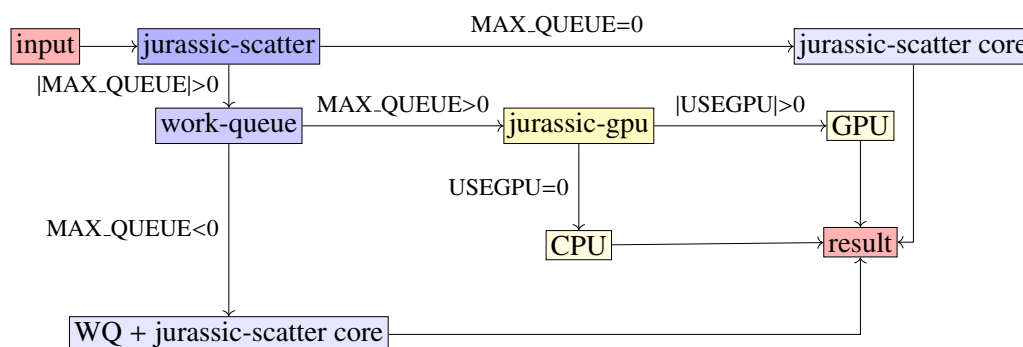 MAX_QUEUE=0
input
jurassic-scatter
jurassic-scatter core
|MAX_QUEUE|>0
MAX_QUEUE>0
|USEGPU|>0
work-queue
jurassic-gpu
GPU
USEGPU=0
MAX_QUEUE<0
CPU
result
WQ + jurassic-scatter core